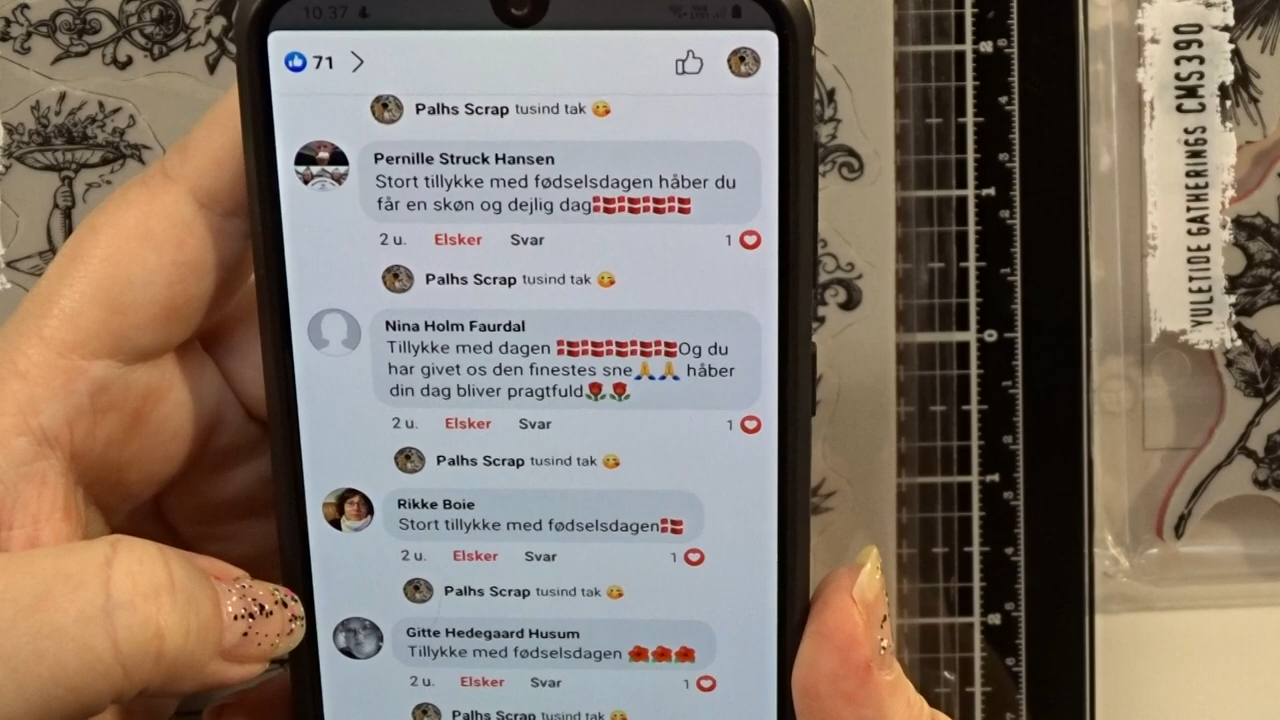 10.37
71
Palhs Scrap tusind tak 😘
Pernille Struck Hansen
Stort tillykke med fødselsdagen håber du
får en skøn og dejlig dag🇩🇰🇩🇰🇩🇰🇩🇰
2 u. Elsker Svar 1
Palhs Scrap tusind tak 😘
Nina Holm Faurdal
Tillykke med dagen 🇩🇰🇩🇰🇩🇰🇩🇰🇩🇰Og du
har givet os den finestes sne🙏🙏 håber
din dag bliver pragtfuld🌹🌹
2 u. Elsker Svar 1
Palhs Scrap tusind tak 😘
Rikke Boie
Stort tillykke med fødselsdagen🇩🇰
2 u. Elsker Svar 1
Palhs Scrap tusind tak 😘
Gitte Hedegaard Husum
Tillykke med fødselsdagen 🌺🌺🌺
2 u. Elsker Svar 1
Palhs Scrap tusind tak 😘
YULETIDE GATHERINGS CMS390